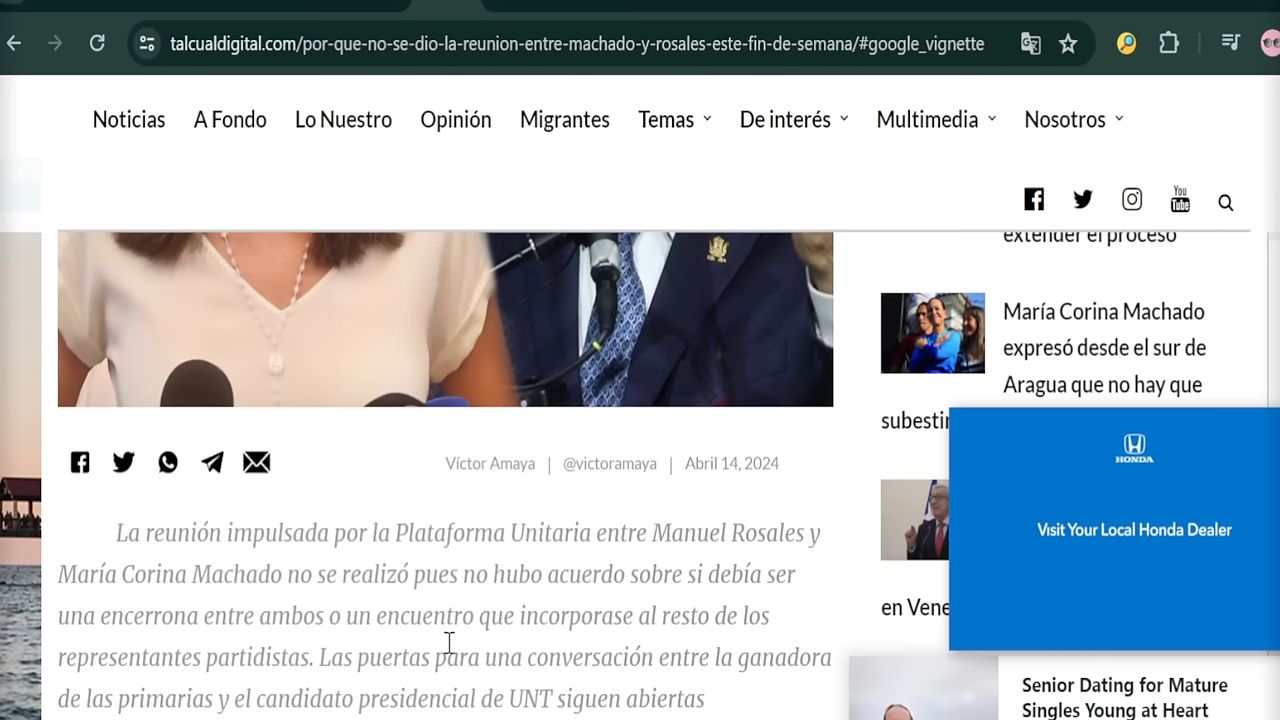 talcualdigital.com/por-que-no-se-dio-la-reunion-entre-machado-y-rosales-este-fin-de-semana/#google_vignette
Noticias A Fondo Lo Nuestro Opinión Migrantes Temas De interés Multimedia Nosotros
You
Tube
extender el proceso
María Corina Machado
expresó desde el sur de
Aragua que no hay que
HONDA
Visit Your Local Honda Dealer
en
Víctor Amaya | @victoramaya | Abril 14, 2024
La reunión impulsada por la Plataforma Unitaria entre Manuel Rosales y
María Corina Machado no se realizó pues no hubo acuerdo sobre si debía ser
una encerrona entre ambos o un encuentro que incorporase al resto de los
representantes partidistas. Las puertas para una conversación entre la ganadora
de las primarias y el candidato presidencial de UNT siguen abiertas
Senior Dating for Mature
Singles Young at Heart